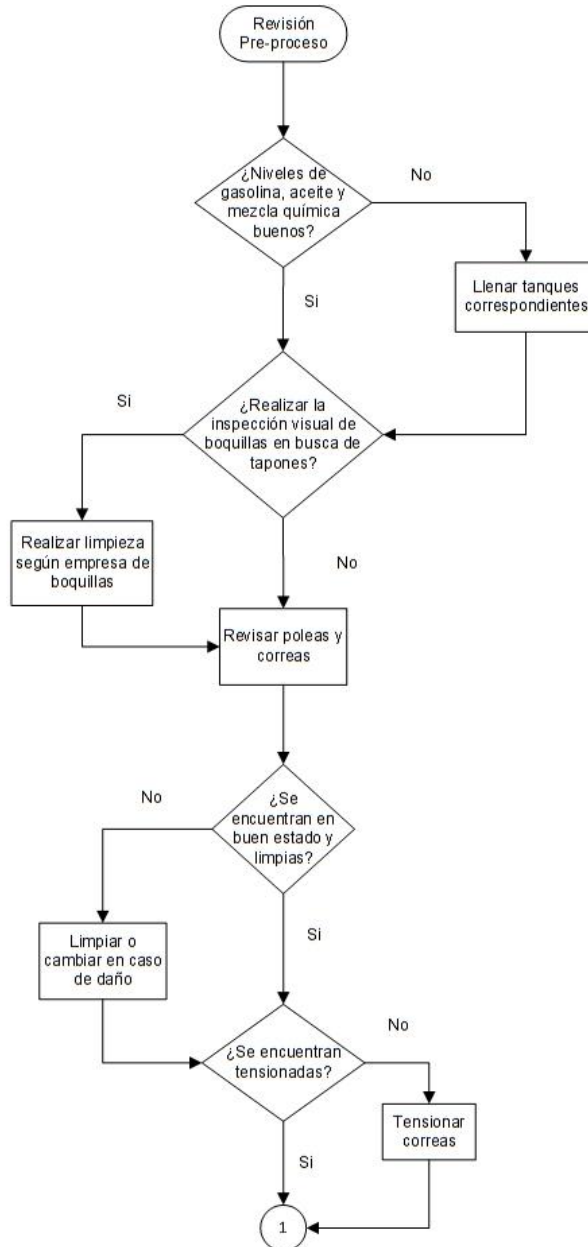 Revisión
Pre-proceso
¿Niveles de
gasolina, aceite y
mezcla química
buenos?
No
Llenar tanques
correspondientes
Si
Si
¿Realizar la
inspección visual de
boquillas en busca de
tapones?
Realizar limpieza
según empresa de
boquillas
No
Revisar poleas y
correas
No
¿Se
encuentran en
buen estado y
limpias?
Limpiar o
cambiar en caso
de daño
Si
No
¿Se encuentran
tensionadas?
Tensionar
correas
Si
1